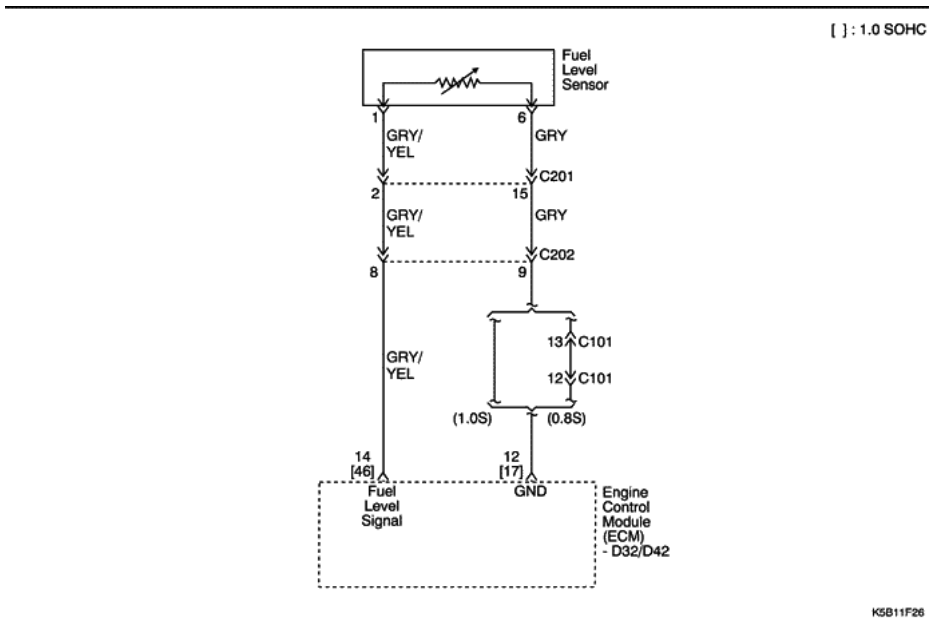 [ ] : 1.0 SOHC
Fuel
Level
Sensor
1
6
GRY/
YEL
GRY
C201
2
15
GRY/
YEL
GRY
C202
8
9
13
C101
GRY/
YEL
12
C101
(1.0S)
(0.8S)
14
[46]
12
[17]
Fuel
Level
Signal
GND
Engine
Control
Module
(ECM)
- D32/D42
K5B11F26